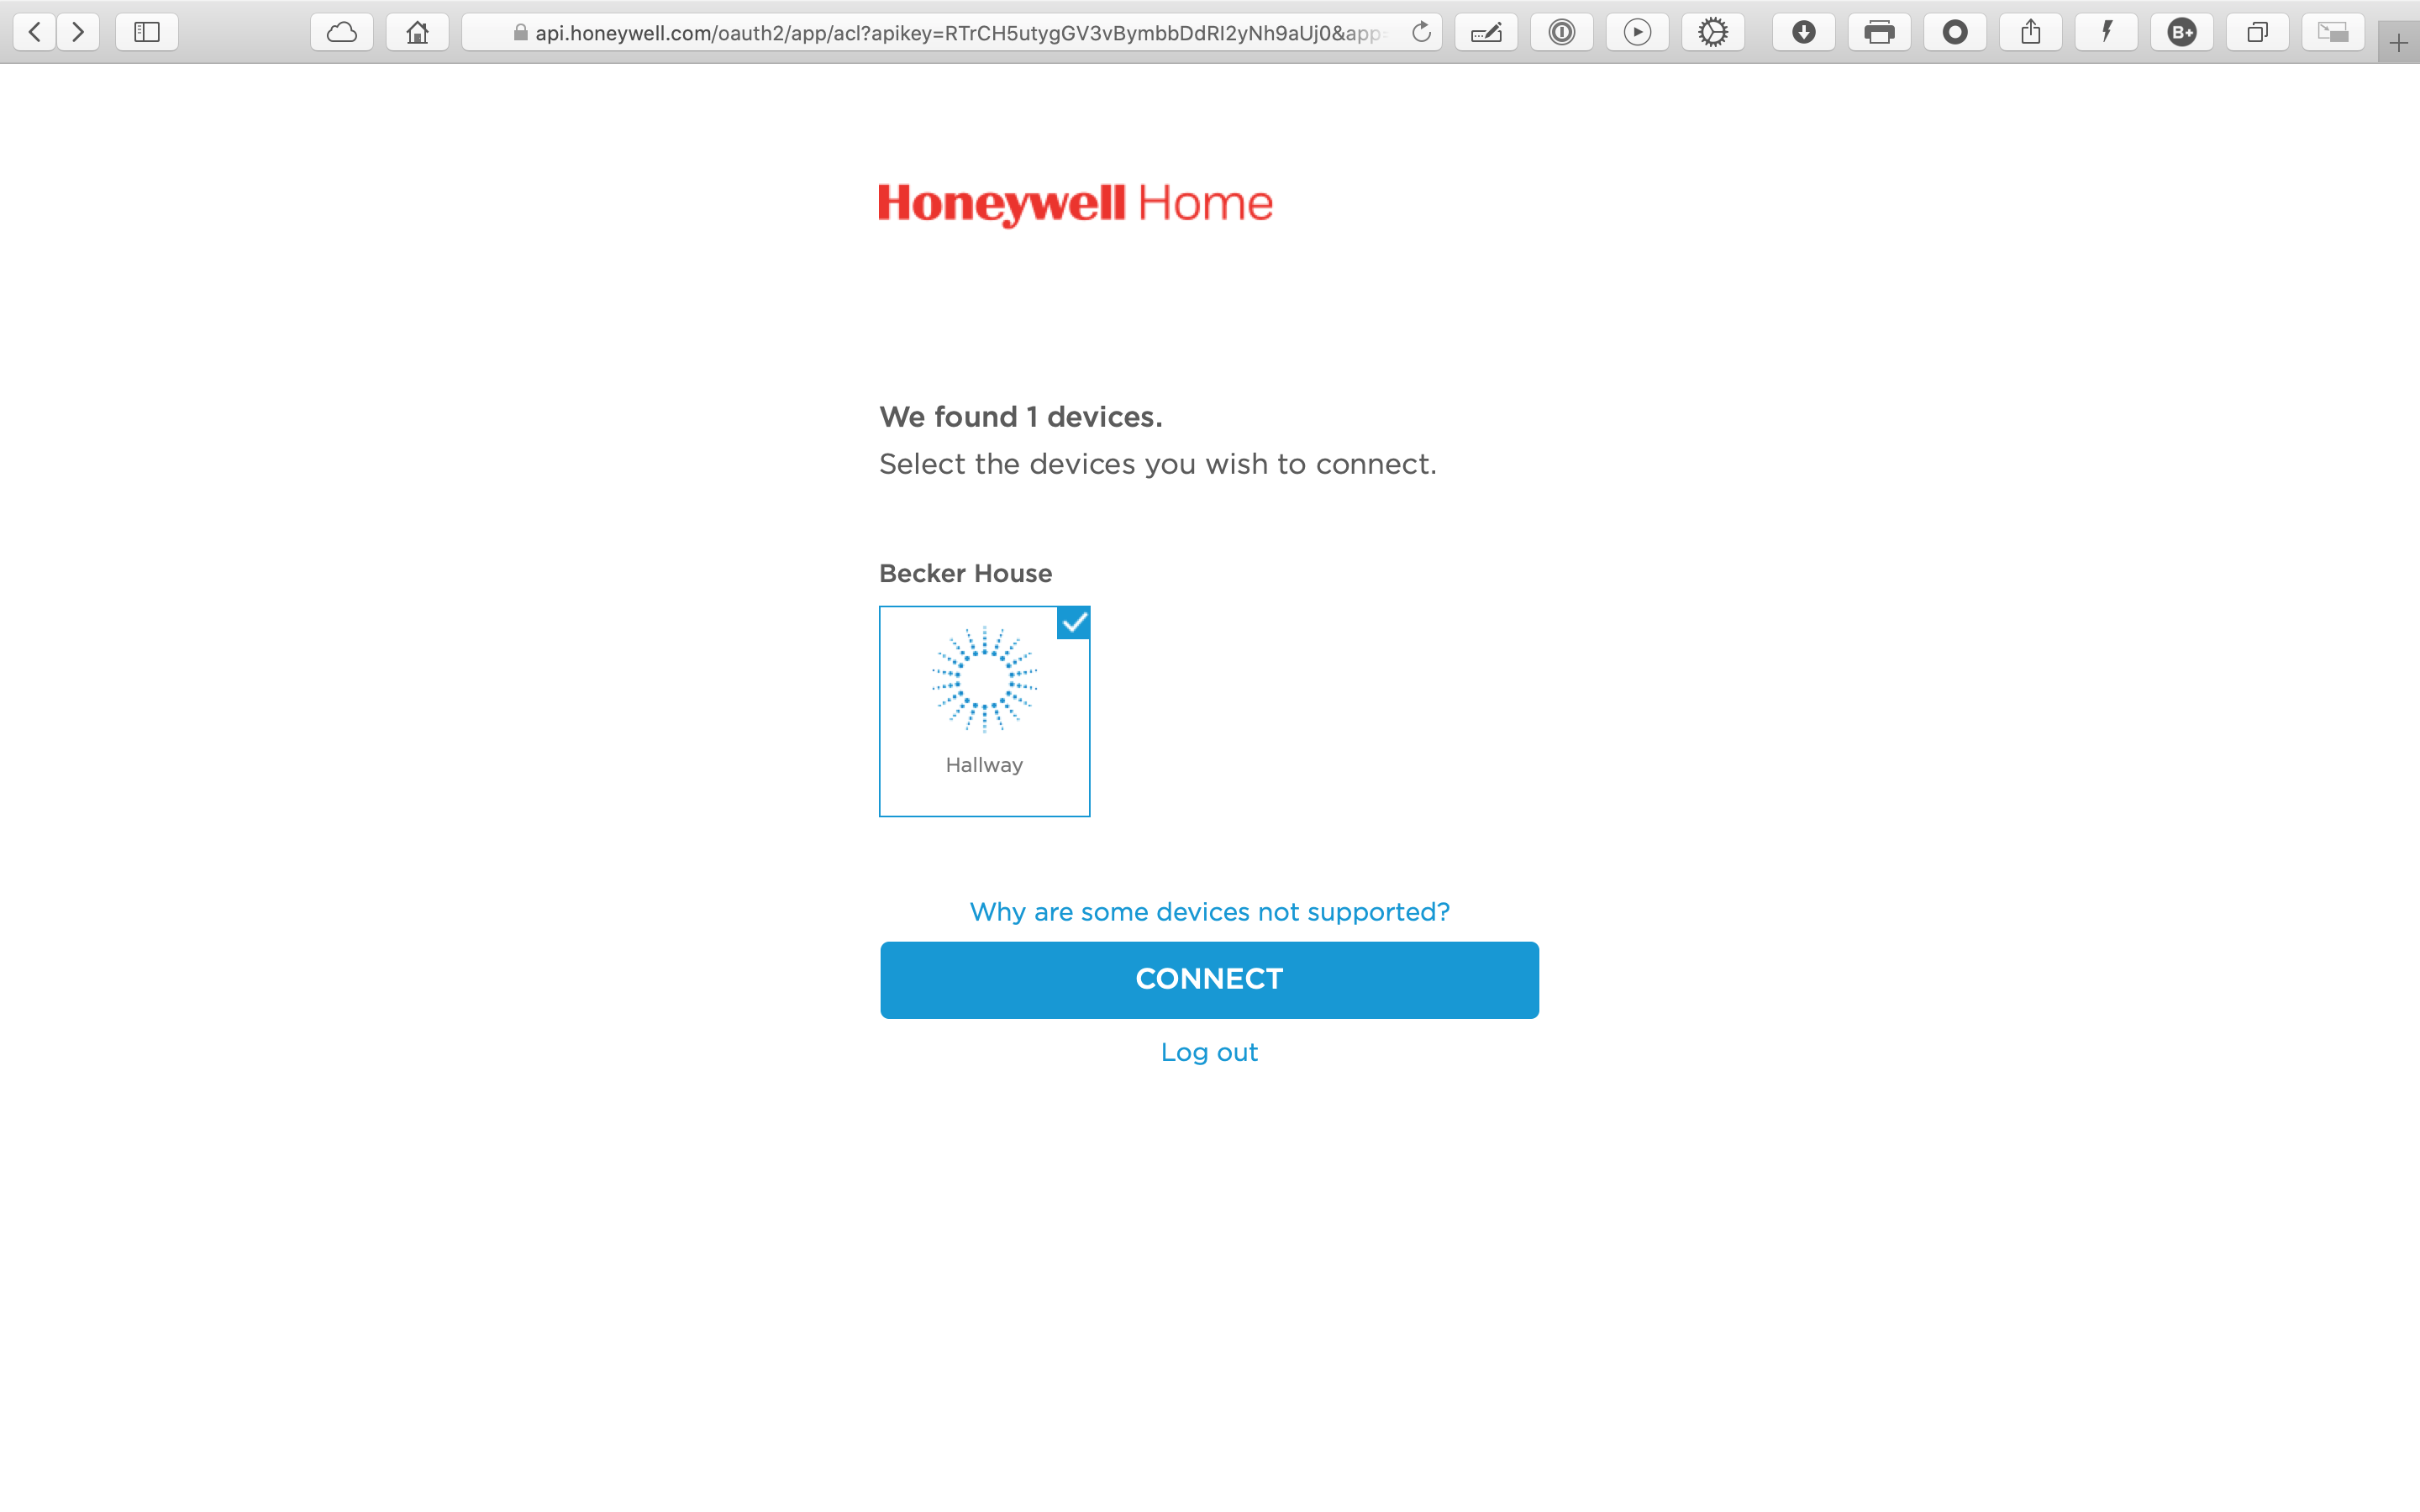 api.honeywell.com/oauth2/app/acl?apikey=RTrCH5utygGV3vBymbbDdRI2yNh9aUj0&app
B+
Honeywell Home
We found 1 devices.
Select the devices you wish to connect.
Becker House
Hallway
Why are some devices not supported?
CONNECT
Log out